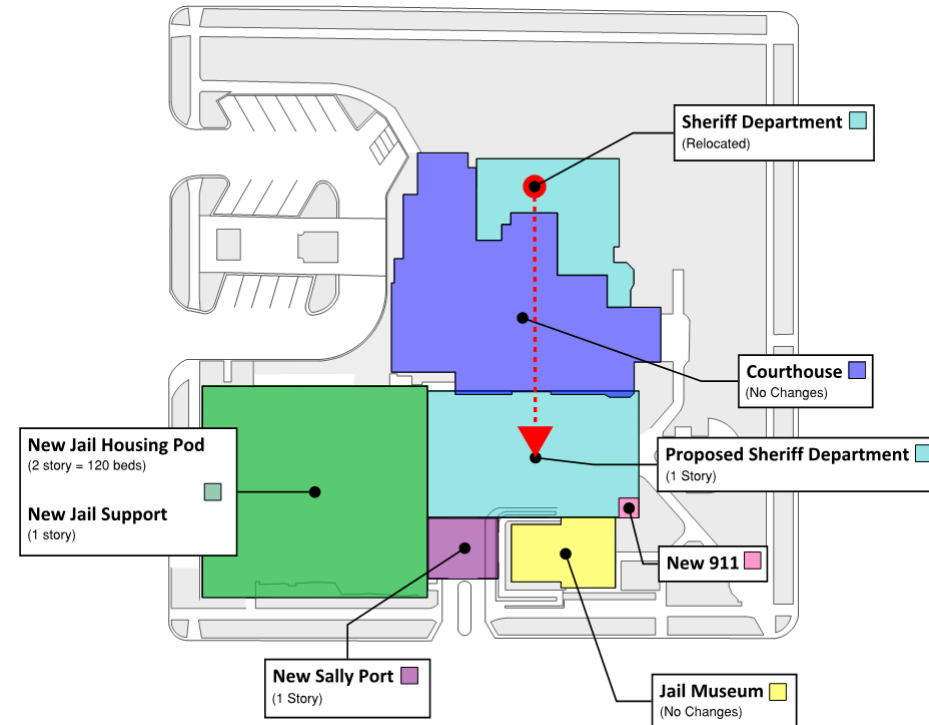 Sheriff Department
(Relocated)
Courthouse
(No Changes)
New Jail Housing Pod
(2 story = 120 beds)
New Jail Support
(1 story)
Proposed Sheriff Department
(1 Story)
New 911
New Sally Port
(1 Story)
Jail Museum
(No Changes)